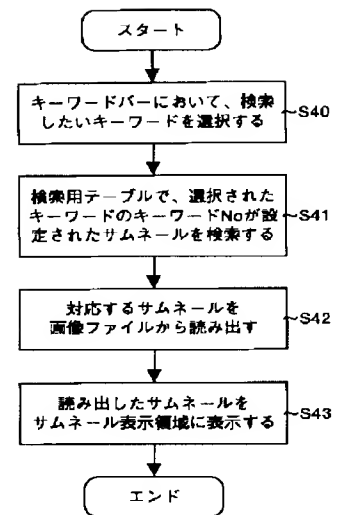 スタート
キーワードバーにおいて、検索
したいキーワードを選択する
~S40
検索用テーブルで、選択された
キーワードのキーワードNoが設
定されたサムネールを検索する
~S41
対応するサムネールを
画像ファイルから読み出す
~S42
読み出したサムネールを
サムネール表示領域に表示する
~S43
エンド